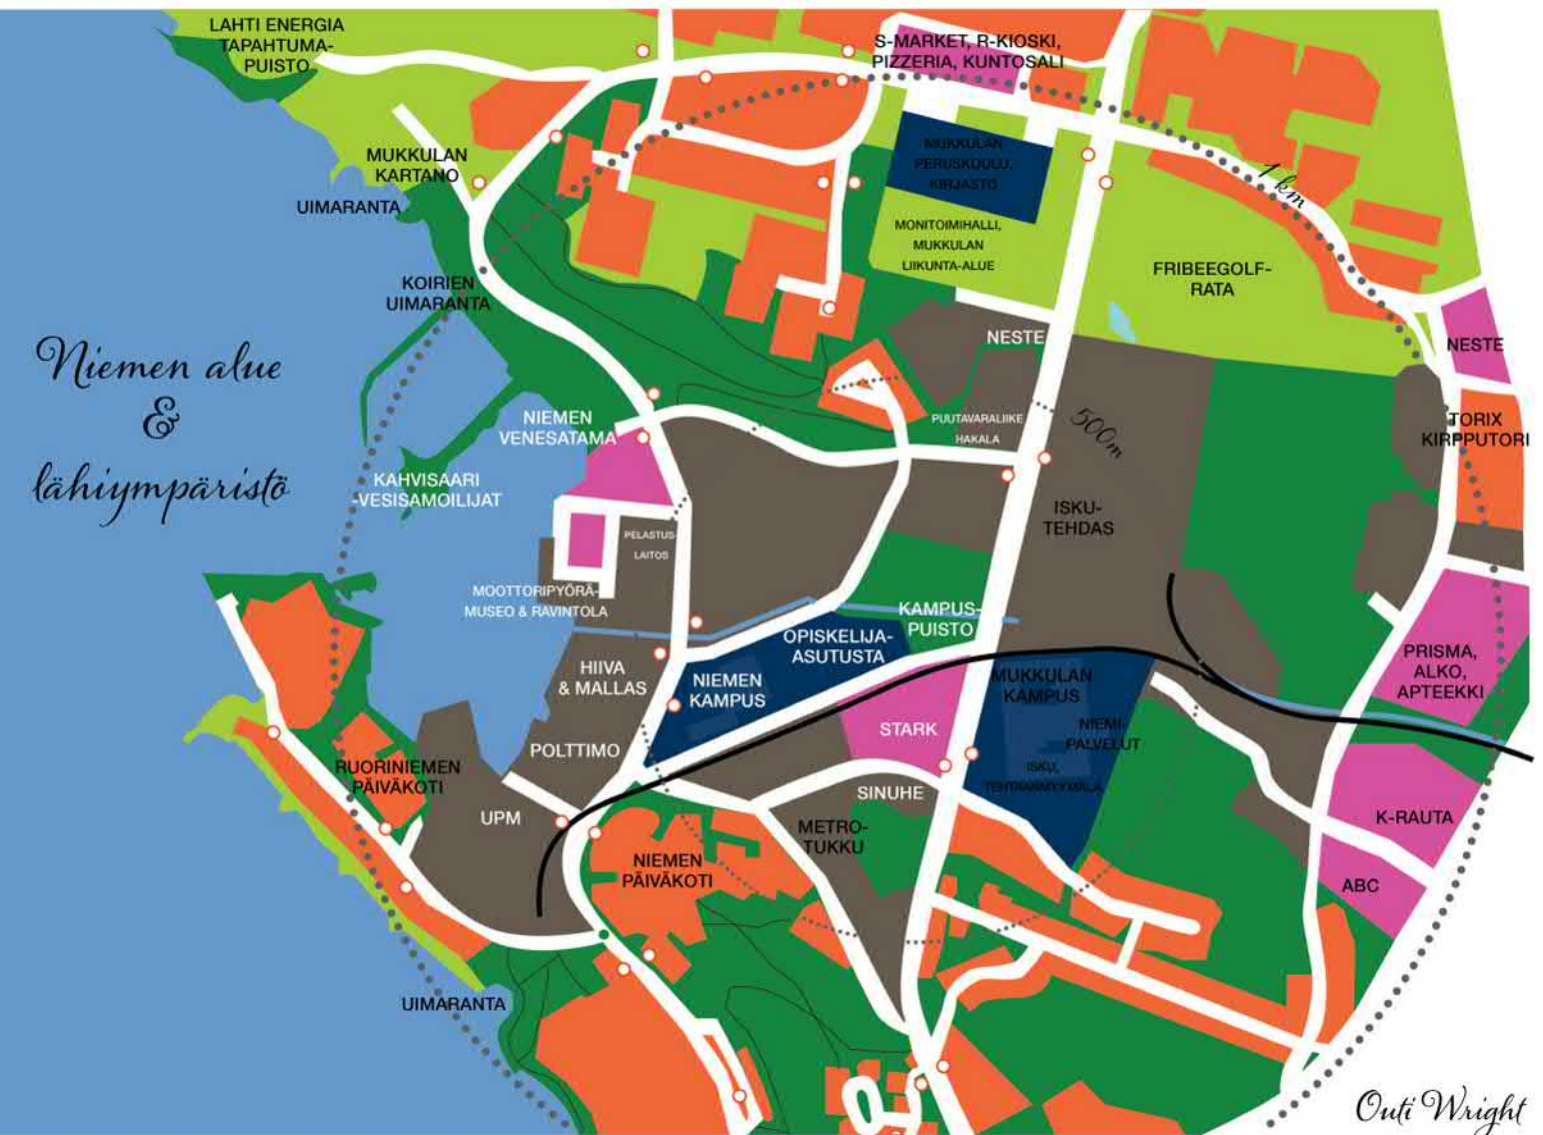 LAHTI ENERGIA
TAPAHTUMA-
PUISTO
S-MARKET, R-KIOSKI,
PIZZERIA, KUNTOSALI
MUKKULAN
KARTANO
UIMARANTA
MUKKULAN
PERUSKOULU,
KIRJASTO
1 km
MONITOIMIHALLI,
MUKKULAN
LIIKUNTA-ALUE
FRIBEEGOLF-
RATA
KOIRIEN
UIMARANTA
NESTE
NESTE
Niemen alue
&
lähiympäristö
NIEMEN
VENESATAMA
PUUTAVARALIIKE
HAKALA
500m
TORIX
KIRPPUTORI
KAHVISAARI
-VESISAMOILIJAT
ISKU-
TEHDAS
PELASTUS-
LAITOS
MOOTTORIPYÖRÄ-
MUSEO & RAVINTOLA
KAMPUS-
PUISTO
OPISKELIJA-
ASUTUSTA
HIIVA
& MALLAS
NIEMEN
KAMPUS
MUKKULAN
KAMPUS
PRISMA,
ALKO,
APTEEKKI
STARK
NIEMI-
PALVELUT
POLTTIMO
ISKU,
TEHTAANMYYMÄLÄ
RUORINIEMEN
PÄIVÄKOTI
SINUHE
UPM
METRO-
TUKKU
K-RAUTA
NIEMEN
PÄIVÄKOTI
ABC
UIMARANTA
Outi Wright